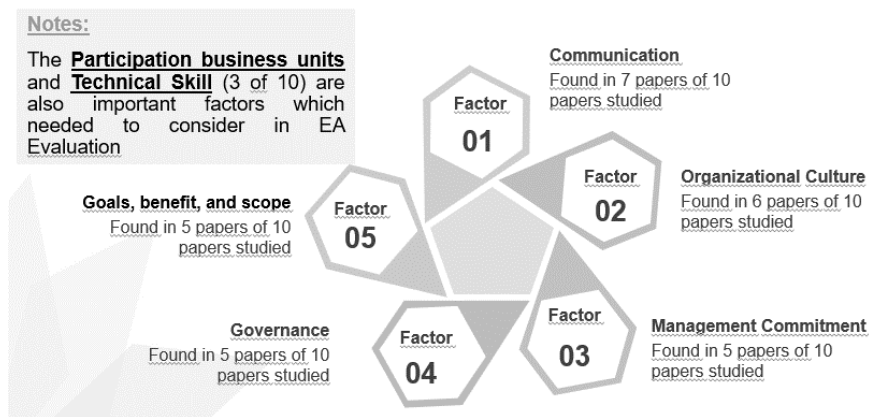 Notes:
The Participation business units
and Technical Skill (3 of 10) are
also important factors which
needed to consider in EA
Evaluation
Communication
Found in 7 papers of 10
papers studied
Factor
01
Factor
02
Organizational Culture
Found in 6 papers of 10
papers studied
Factor
03
Management Commitment
Found in 5 papers of 10
papers studied
Factor
04
Governance
Found in 5 papers of 10
papers studied
Factor
05
Goals, benefit, and scope
Found in 5 papers of 10
papers studied